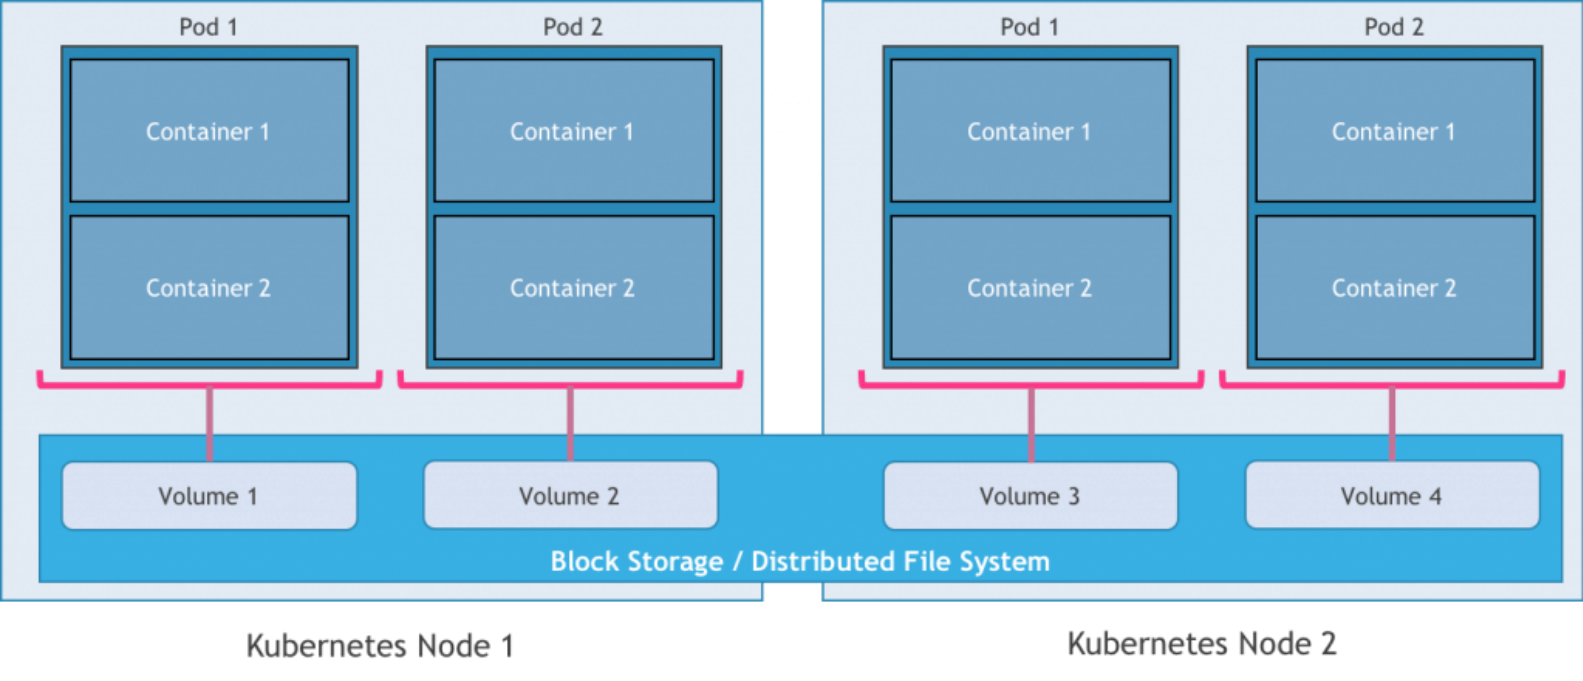 Pod 1
Pod 2
Pod 1
Pod 2
Container 1
Container 1
Container 1
Container 1
Container 2
Container 2
Container 2
Container 2
Volume 1
Volume 2
Volume 3
Volume 4
Block Storage / Distributed File System
Kubernetes Node 1
Kubernetes Node 2